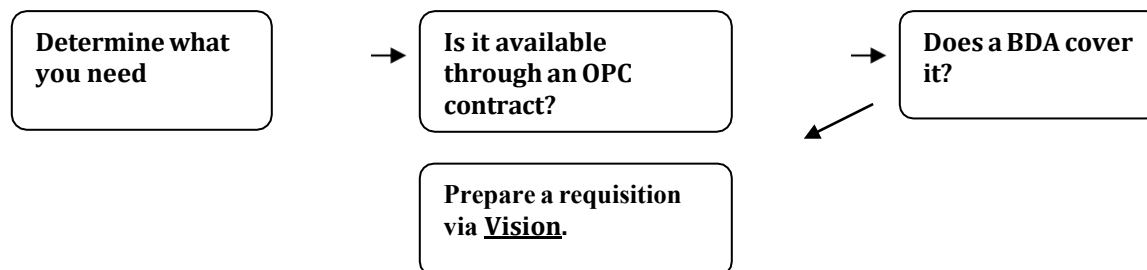 Determine what
you need
Is it available
through an OPC
contract?
Does a BDA cover
it?
Prepare a requisition
via Vision.